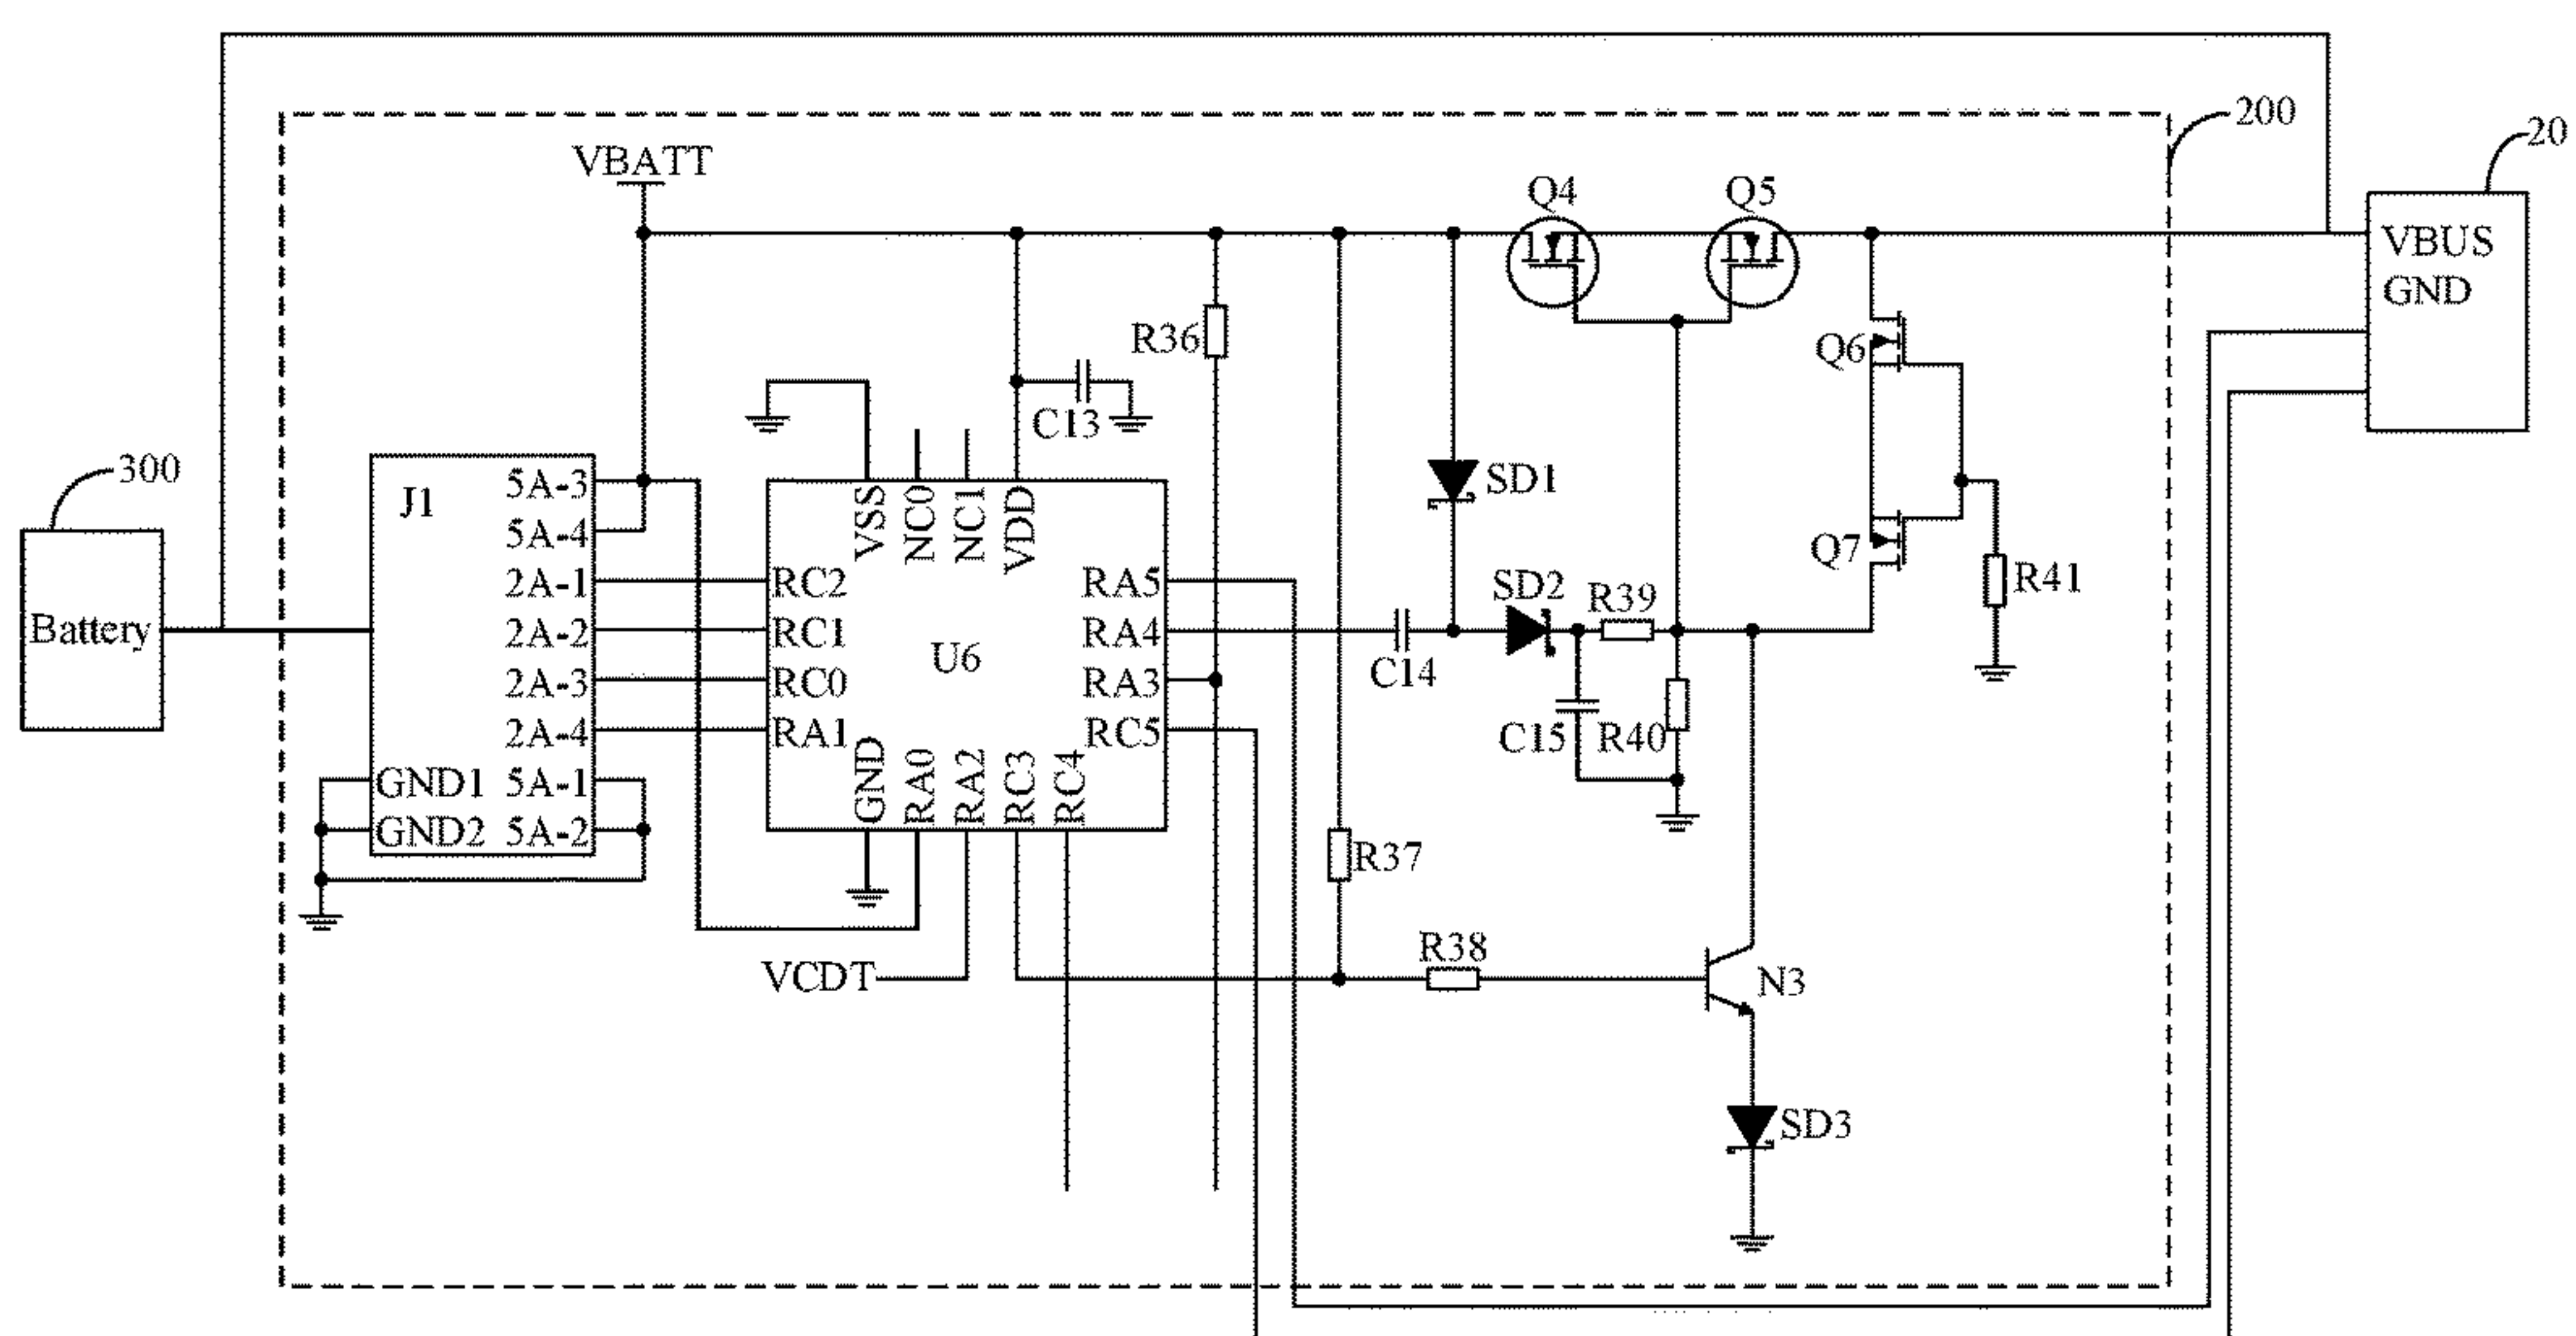 200
20
VBATT
Q4
Q5
VBUS
GND
R36
Q6
C13
300
J1
5A-3
5A-4
2A-1
2A-2
2A-3
2A-4
GND1
5A-1
GND2
5A-2
Battery
VSS
NC0
NC1
VDD
RC2
RC1
RC0
RA1
U6
RA5
RA4
RA3
RC5
GND
RA0
RA2
RC3
RC4
SD1
SD2
R39
Q7
R41
C14
C15
R40
R37
R38
VCDT
N3
SD3